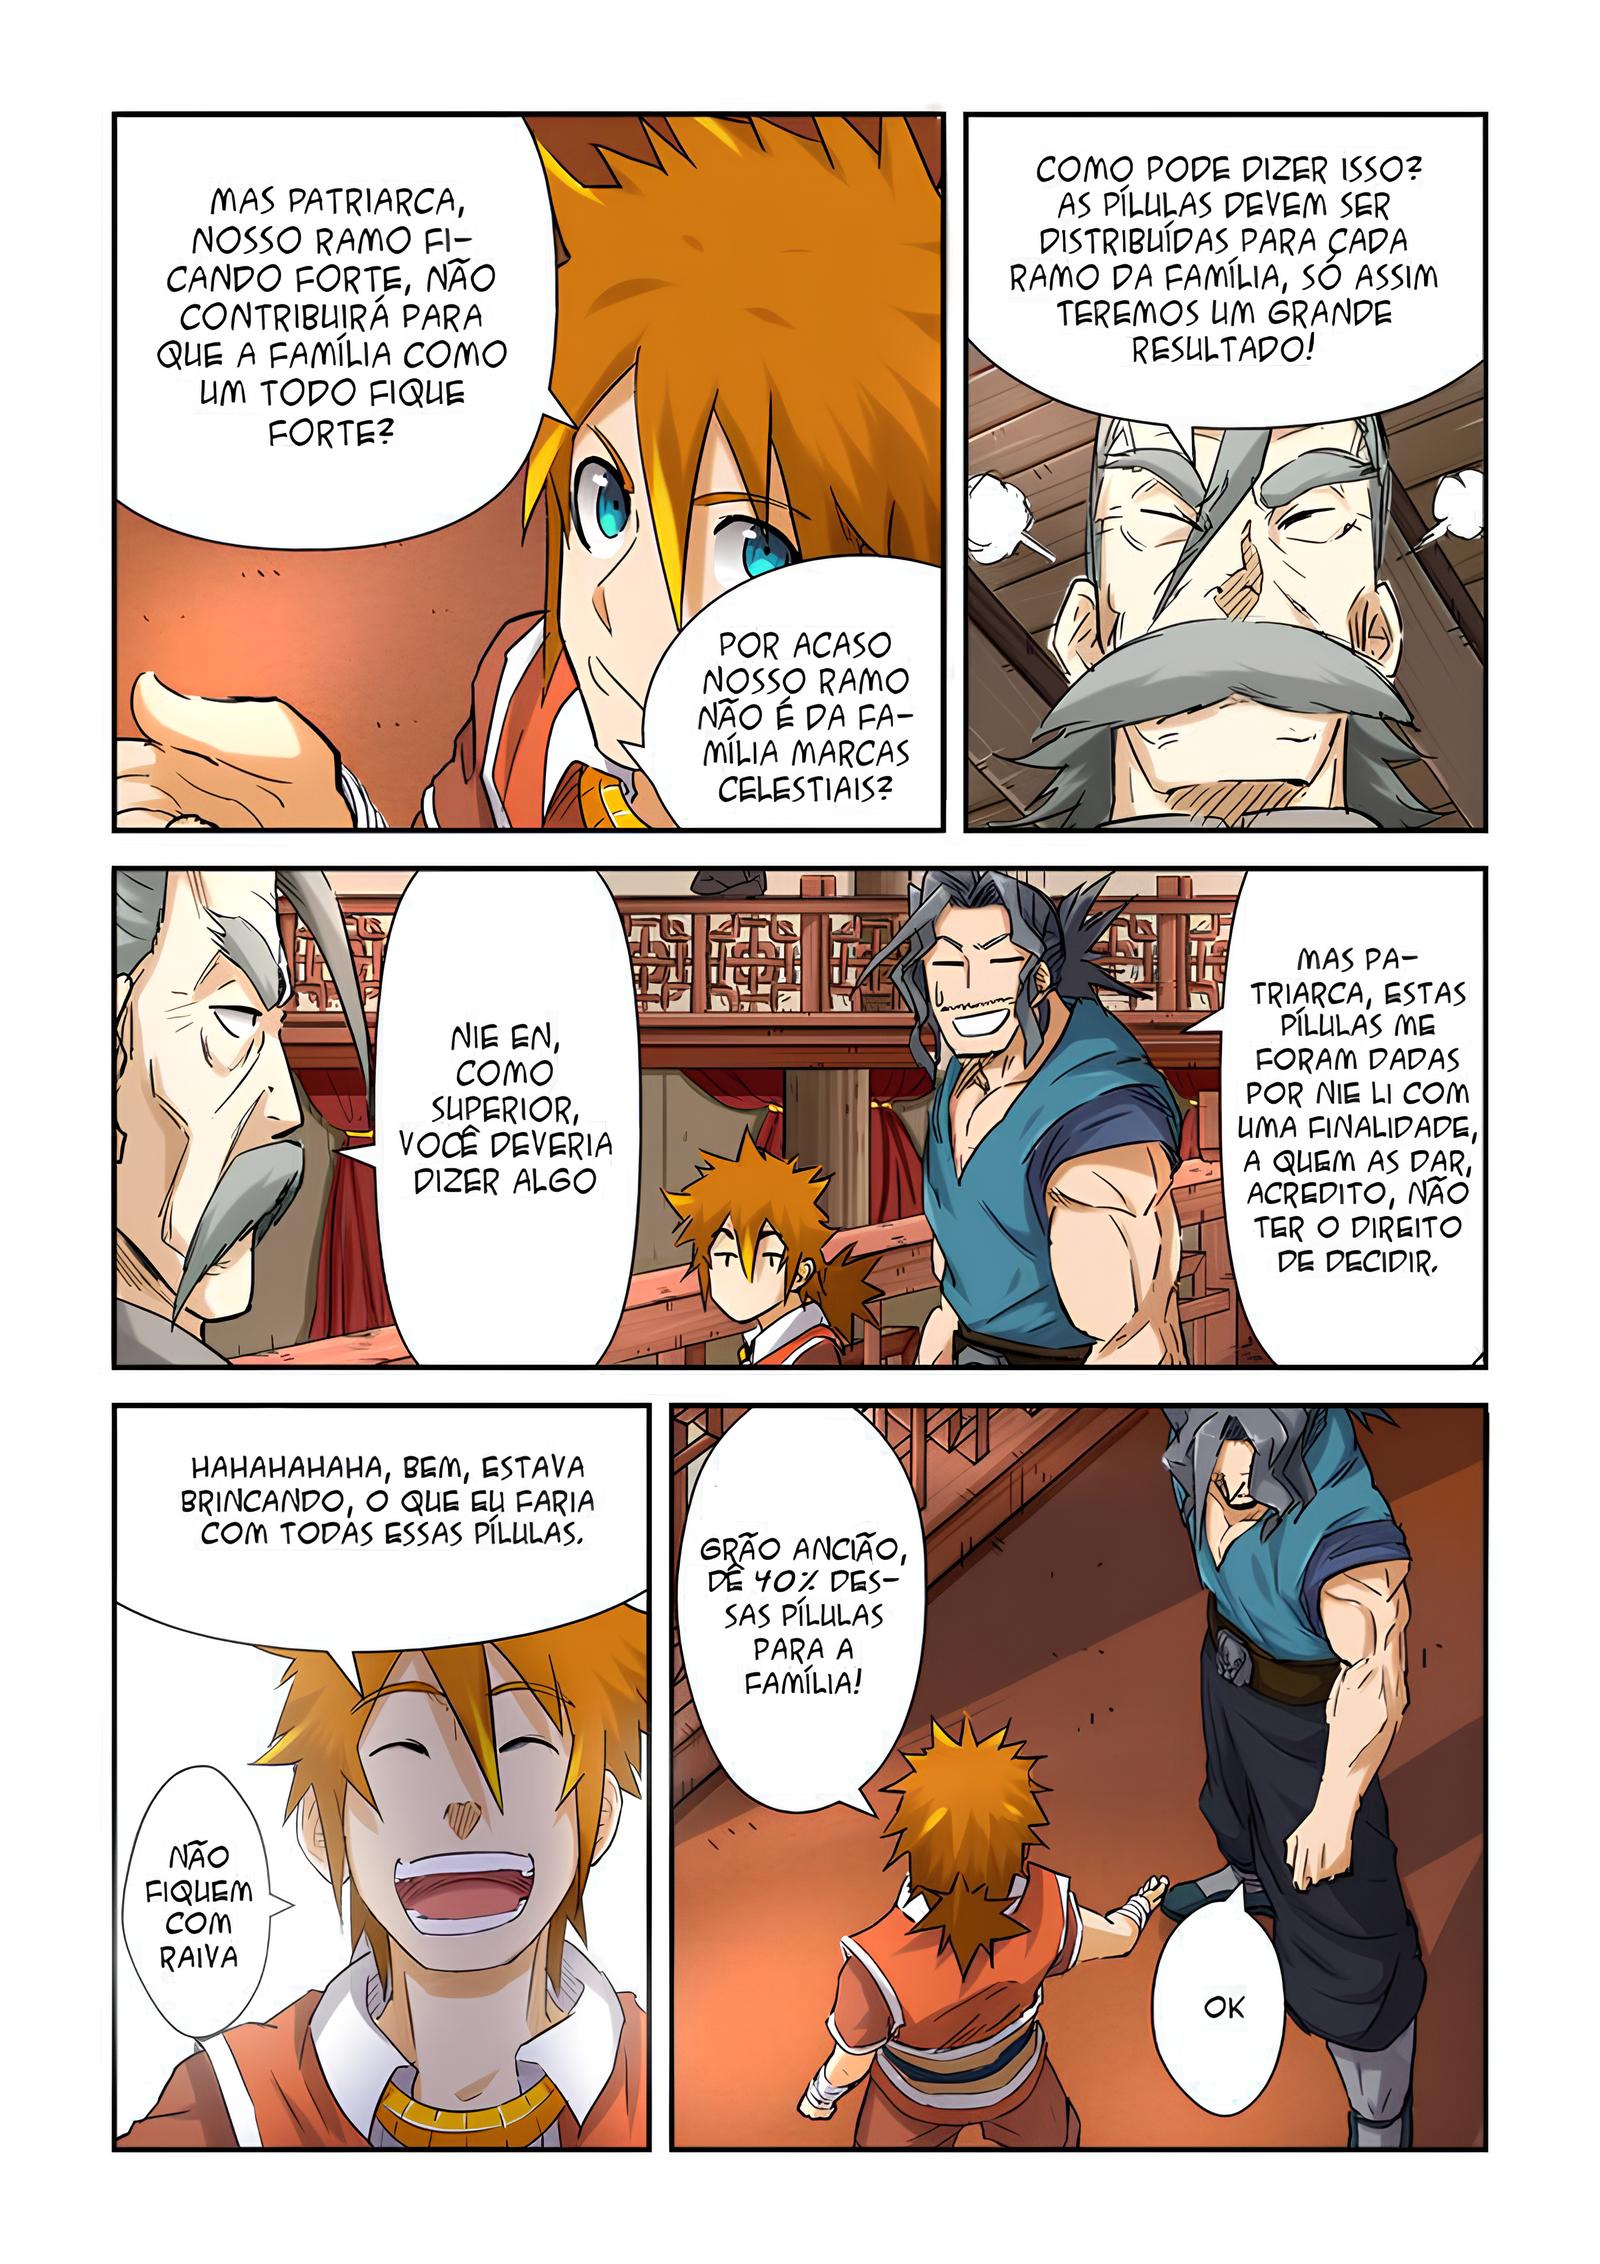 MAS PATRIARCA,
NOSSO RAMO FI-
CANDO FORTE, NÃO
CONTRIBUIRÁ PARA
QUE A FAMÍLIA COMO
UM TODO FIQUE
FORTE?
POR ACASO
NOSSO RAMO
NÃO É DA FA-
MÍLIA MARCAS
CELESTIAIS?
COMO PODE DIZER ISSO?
AS PÍLULAS DEVEM SER
DISTRIBUÍDAS PARA CADA
RAMO DA FAMÍLIA, SÓ ASSIM
TEREMOS UM GRANDE
RESULTADO!
NIE EN,
COMO
SUPERIOR,
VOCÊ DEVERIA
DIZER ALGO
MAS PA-
TRIARCA, ESTAS
PÍLULAS ME
FORAM DADAS
POR NIE LI COM
UMA FINALIDADE,
A QUEM AS DAR,
ACREDITO, NÃO
TER O DIREITO
DE DECIDIR.
HAHAHAHAHA, BEM, ESTAVA
BRINCANDO, O QUE EU FARIA
COM TODAS ESSAS PÍLULAS.
NÃO
FIQUEM
COM
RAIVA
GRÃO ANCIÃO,
DÊ 40% DES-
SAS PÍLULAS
PARA A
FAMÍLIA!
OK